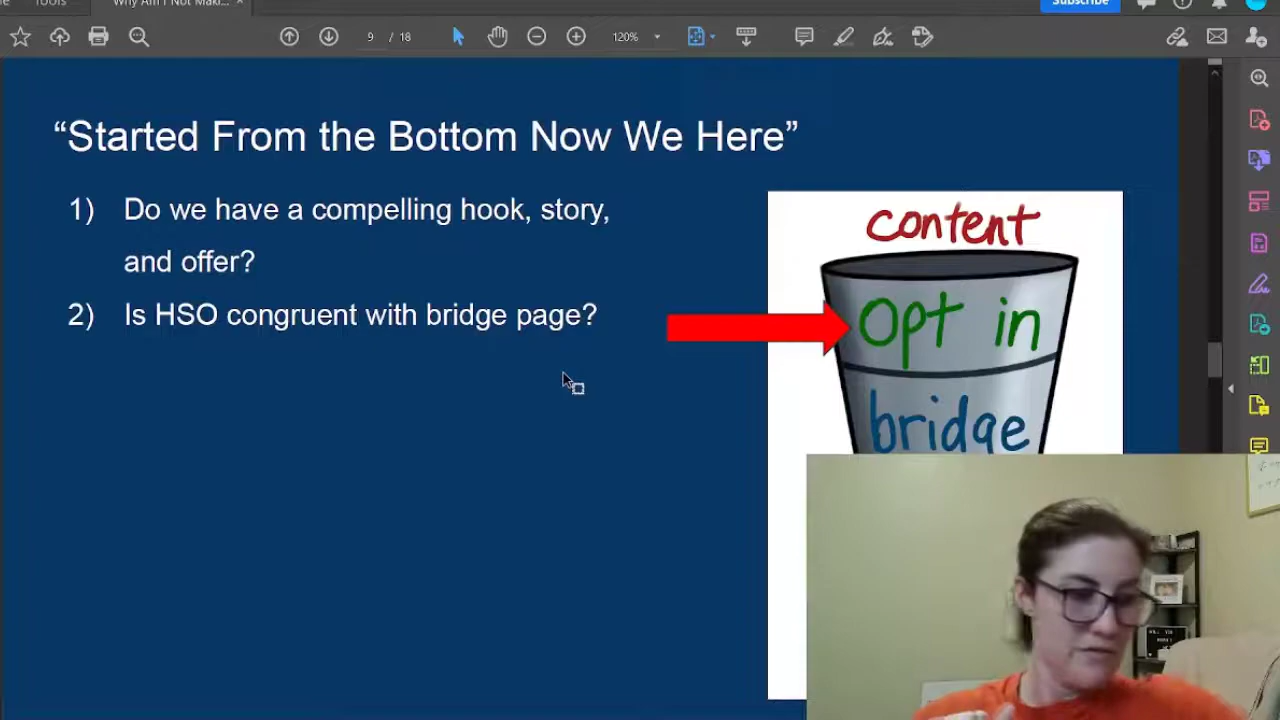 Tools
Why Am I Not Maki...
Subscribe
9 / 18
120%
“Started From the Bottom Now We Here”
1) Do we have a compelling hook, story,
and offer?
2) Is HSO congruent with bridge page?
content
Opt in
bridge